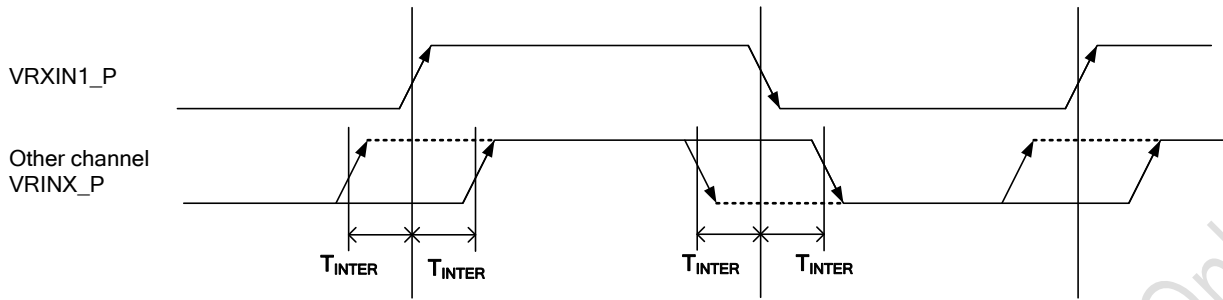 VRXIN1_P
Other channel
VRINX_P
TINTER TINTER TINTER TINTER